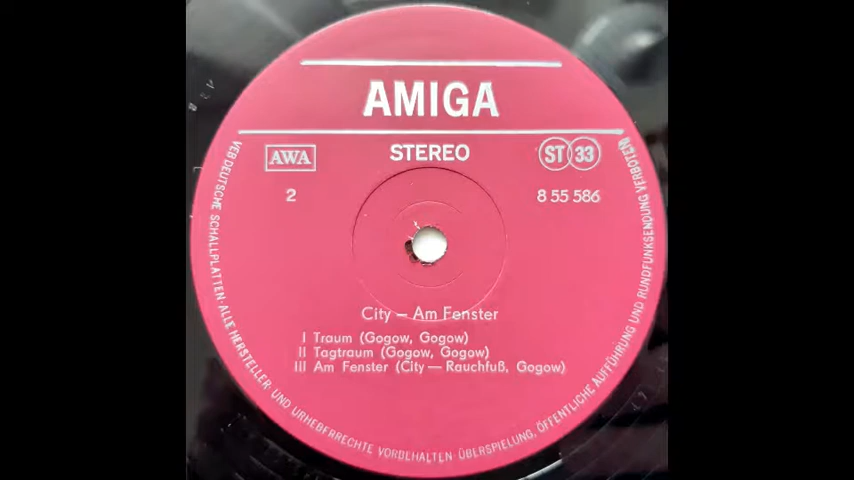 AMIGA
AWA
STEREO
ST 33
2
8 55 586
City – Am Fenster
I Traum (Gogow, Gogow)
II Tagtraum (Gogow, Gogow)
III Am Fenster (City — Rauchfuß, Gogow)
VEB DEUTSCHE SCHALLPLATTEN · ALLE HERSTELLER- UND URHEBERRECHTE VORBEHALTEN · ÜBERSPIELUNG, ÖFFENTLICHE AUFFÜHRUNG UND RUNDFUNKSENDUNG VERBOTEN